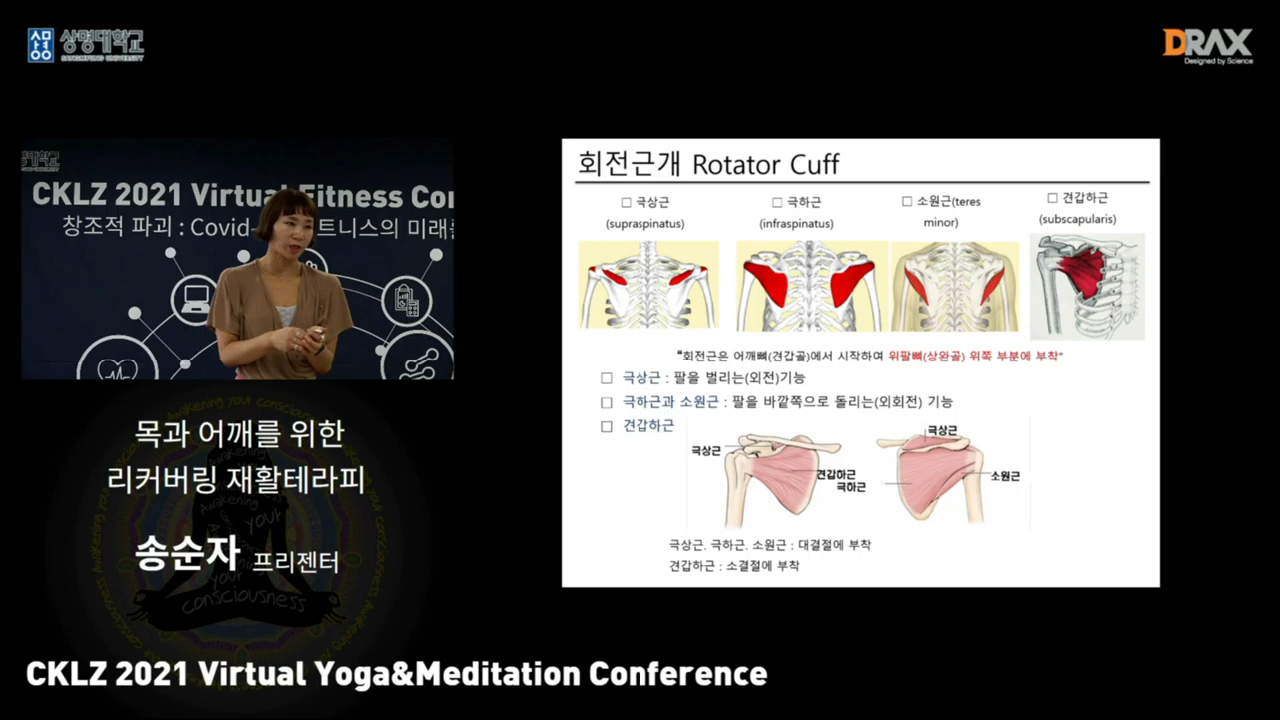 상명대학교
SANGMYUNG UNIVERSITY
DRAX
Designed by Science
CKLZ 2021 Virtual Fitness Con
창조적 파괴 : Covid- 트니스의 미래를
목과 어깨를 위한
리커버링 재활테라피
송순자 프리젠터
CKLZ 2021 Virtual Yoga&Meditation Conference
회전근개 Rotator Cuff
□ 극상근
(supraspinatus)
□ 극하근
(infraspinatus)
□ 소원근(teres
minor)
□ 견갑하근
(subscapularis)
“회전근은 어깨뼈(견갑골)에서 시작하여 위팔뼈(상완골) 위쪽 부분에 부착”
□ 극상근 : 팔을 벌리는(외전)기능
□ 극하근과 소원근 : 팔을 바깥쪽으로 돌리는(외회전) 기능
□ 견갑하근
극상근
견갑하근
극하근
극상근
소원근
극상근. 극하근. 소원근 : 대결절에 부착
견갑하근 : 소결절에 부착